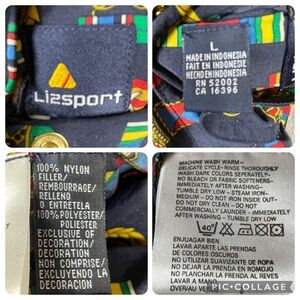 Lizsport
L
MADE IN INDONESIA
FAIT EN INDONESIE
HECHO EN INDONESIA
RN 52002
CA 16396
100% NYLON
FILLER/
REMBOURRAGE/
RELLENO
O ENTRETELA
100% POLYESTER/
POLIESTER
EXCLUSIVE OF
DECORATION/
DECORATION
NON COMPRISE/
EXCLUYENDO LA
DECORACION
MACHINE WASH WARM-
DELICATE CYCLE-RINSE THOROUGHLY
WASH DARK COLORS SEPERATELY-
NO BLEACH OR FABRIC SOFTENERS-
IMMEDIATELY AFTER WASHING-
TUMBLE DRY LOW-STEAM IRON-
MEDIUM-DO NOT OVER DRY-
DO NOT DRY CLEAN-DO NOT
IMMEDIATELY AFTER WASHING-
TUMBLE DRY LOW
40°
ENJUAGAR BIEN
LAVAR APARTE LAS PRENDAS
DE COLORES OSCUROS
NO UTILIZAR SUAVIZANTE DE ROPA
NO DEJAR LA PRENDA EN REMOJO
NO PLANCHAR LA PRENDA AL REVES
LAVAR A MANO
PIC•COLLAGE